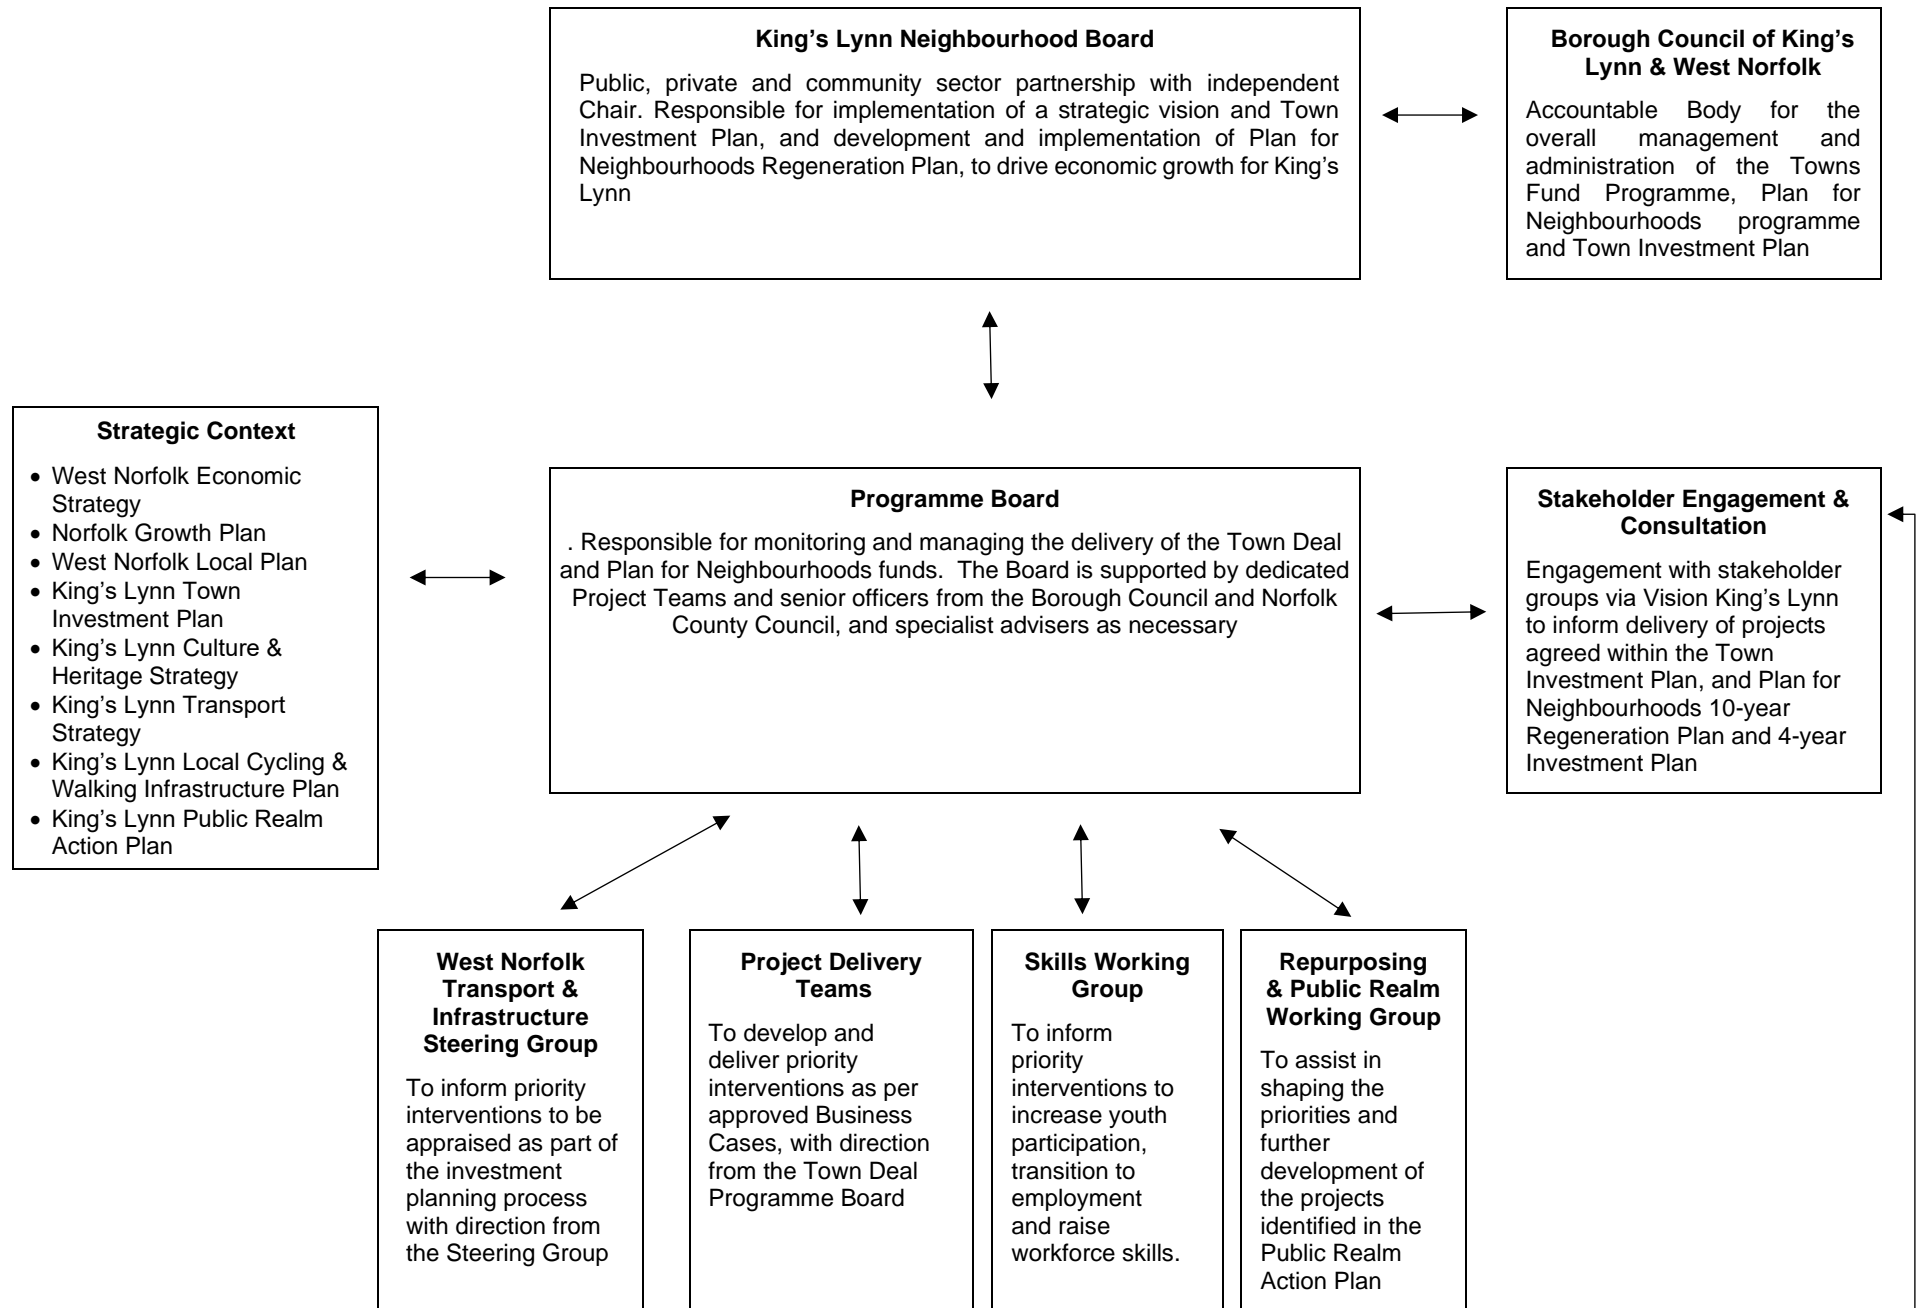 King’s Lynn Neighbourhood Board
Public, private and community sector partnership with independent
Chair. Responsible for implementation of a strategic vision and Town
Investment Plan, and development and implementation of Plan for
Neighbourhoods Regeneration Plan, to drive economic growth for King’s
Lynn
Borough Council of King’s
Lynn & West Norfolk
Accountable Body for the
overall management and
administration of the Towns
Fund Programme, Plan for
Neighbourhoods programme
and Town Investment Plan
Strategic Context
• West Norfolk Economic
Strategy
• Norfolk Growth Plan
• West Norfolk Local Plan
• King’s Lynn Town
Investment Plan
• King’s Lynn Culture &
Heritage Strategy
• King’s Lynn Transport
Strategy
• King’s Lynn Local Cycling &
Walking Infrastructure Plan
• King’s Lynn Public Realm
Action Plan
Programme Board
. Responsible for monitoring and managing the delivery of the Town Deal
and Plan for Neighbourhoods funds. The Board is supported by dedicated
Project Teams and senior officers from the Borough Council and Norfolk
County Council, and specialist advisers as necessary
Stakeholder Engagement &
Consultation
Engagement with stakeholder
groups via Vision King’s Lynn
to inform delivery of projects
agreed within the Town
Investment Plan, and Plan for
Neighbourhoods 10-year
Regeneration Plan and 4-year
Investment Plan
West Norfolk
Transport &
Infrastructure
Steering Group
To inform priority
interventions to be
appraised as part of
the investment
planning process
with direction from
the Steering Group
Project Delivery
Teams
To develop and
deliver priority
interventions as per
approved Business
Cases, with direction
from the Town Deal
Programme Board
Skills Working
Group
To inform
priority
interventions to
increase youth
participation,
transition to
employment
and raise
workforce skills.
Repurposing
& Public Realm
Working Group
To assist in
shaping the
priorities and
further
development of
the projects
identified in the
Public Realm
Action Plan